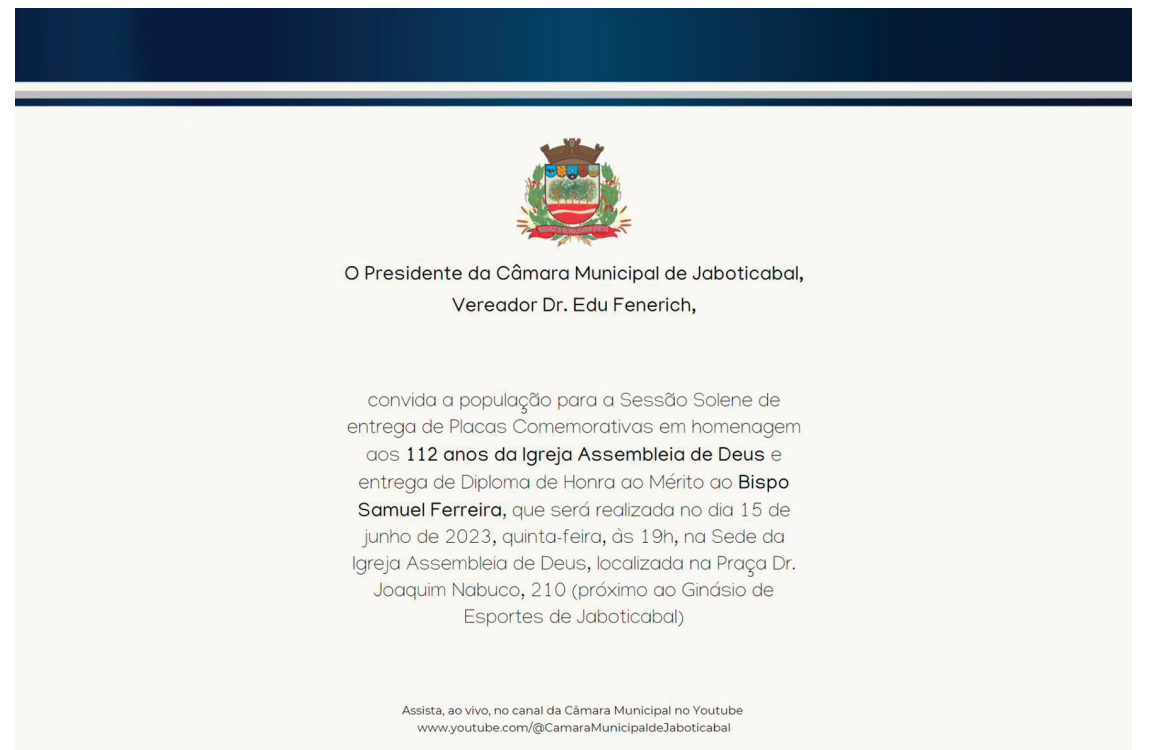 O Presidente da Câmara Municipal de Jaboticabal,
Vereador Dr. Edu Fenerich,
convida a população para a Sessão Solene de
entrega de Placas Comemorativas em homenagem
aos 112 anos da Igreja Assembleia de Deus e
entrega de Diploma de Honra ao Mérito ao Bispo
Samuel Ferreira, que será realizada no dia 15 de
junho de 2023, quinta-feira, às 19h, na Sede da
Igreja Assembleia de Deus, localizada na Praça Dr.
Joaquim Nabuco, 210 (próximo ao Ginásio de
Esportes de Jaboticabal)
Assista, ao vivo, no canal da Câmara Municipal no Youtube
www.youtube.com/@CamaraMunicipaldeJaboticabal